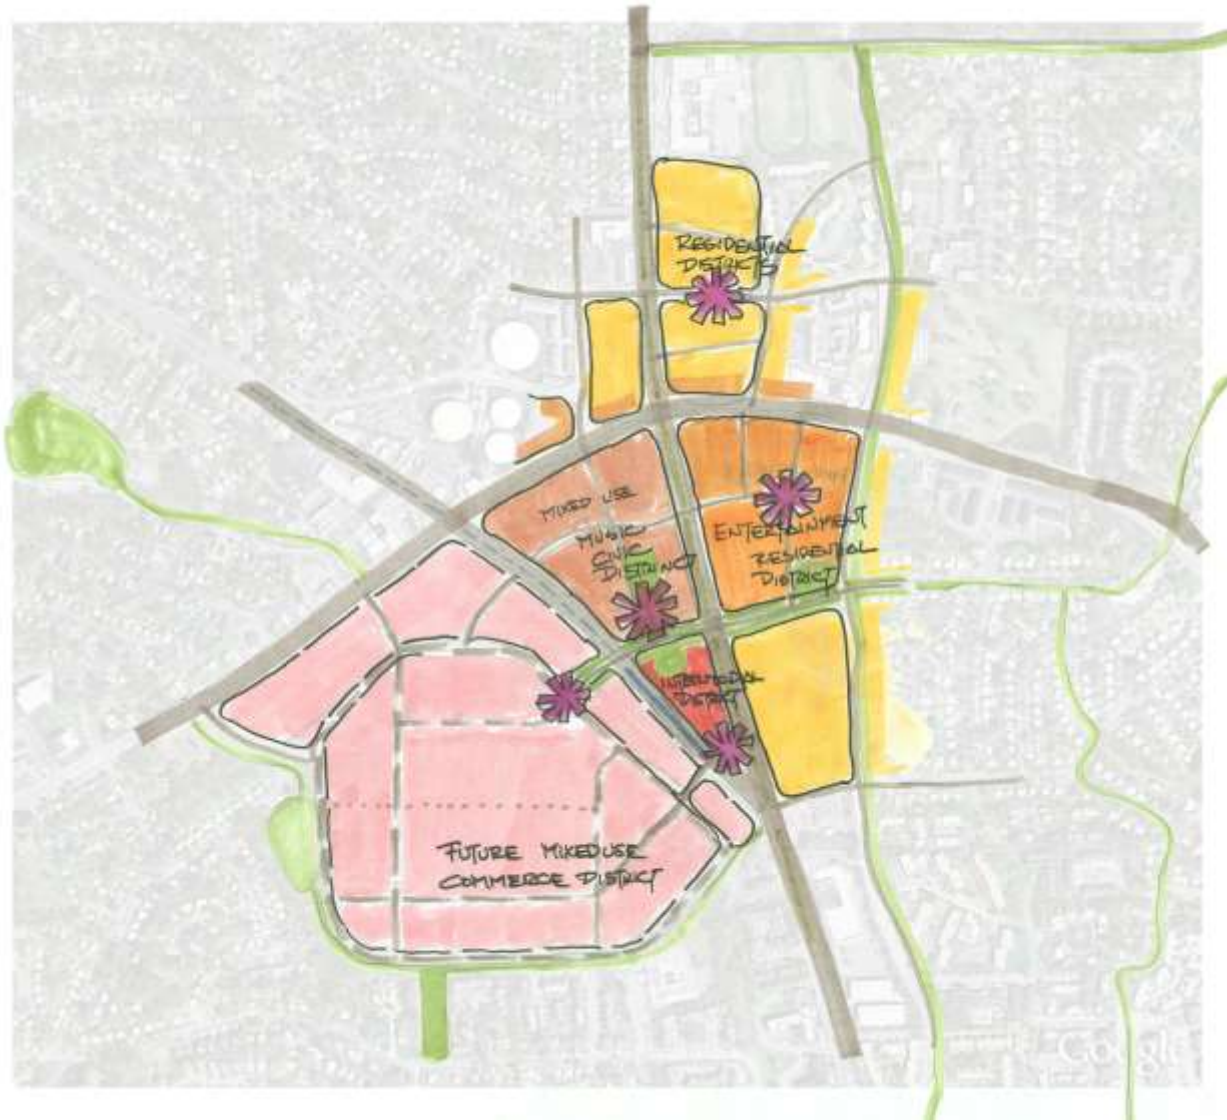 RESIDENTIAL
DISTRICTS
MIXED USE
MUSIC
CIVIC
DISTRICT
ENTERTAINMENT
RESIDENTIAL
DISTRICT
INTERMODAL
DISTRICT
FUTURE MIXED USE
COMMERCE DISTRICT
Google